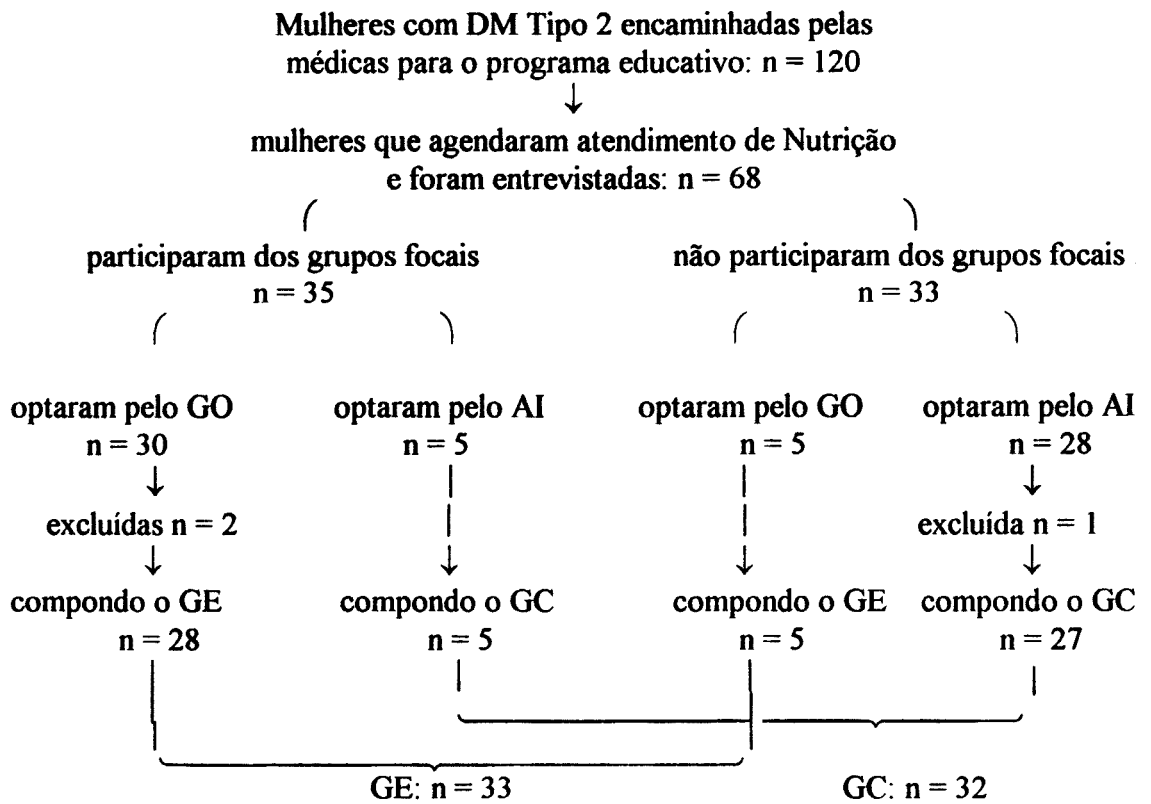 Mulheres com DM Tipo 2 encaminhadas pelas
médicas para o programa educativo: n = 120
mulheres que agendaram atendimento de Nutrição
e foram entrevistadas: n = 68
participaram dos grupos focais
n = 35
não participaram dos grupos focais
n = 33
optaram pelo GO
n = 30
optaram pelo AI
n = 5
optaram pelo GO
n = 5
optaram pelo AI
n = 28
excluídas n = 2
excluída n = 1
compondo o GE
n = 28
compondo o GC
n = 5
compondo o GE
n = 5
compondo o GC
n = 27
GE: n = 33
GC: n = 32